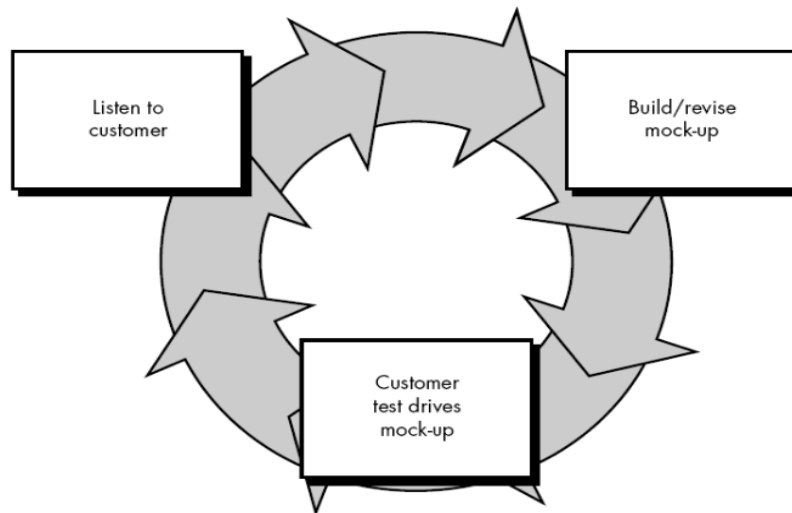 Listen to
customer
Build/revise
mock-up
Customer
test drives
mock-up